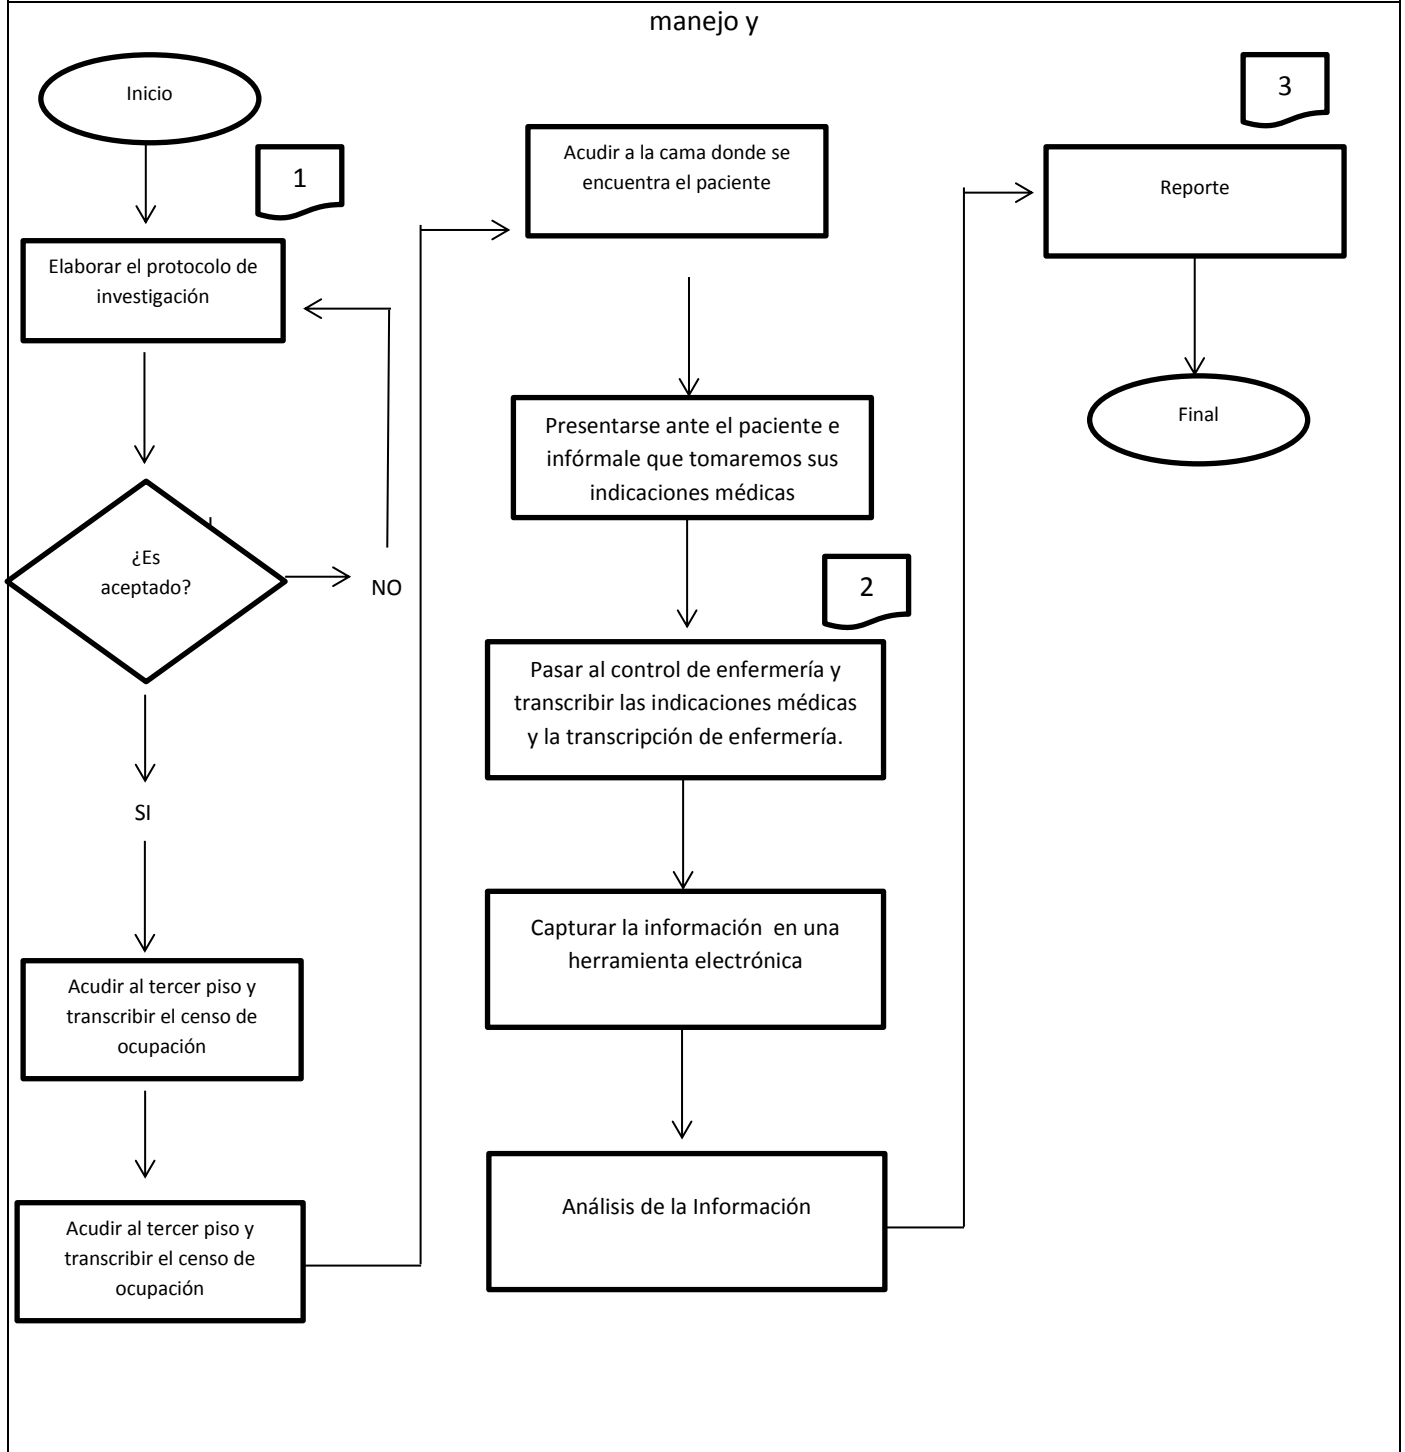 manejo y
Inicio
1
Elaborar el protocolo de
investigación
¿Es
aceptado?
NO
SI
Acudir al tercer piso y
transcribir el censo de
ocupación
Acudir al tercer piso y
transcribir el censo de
ocupación
Acudir a la cama donde se
encuentra el paciente
Presentarse ante el paciente e
infórmale que tomaremos sus
indicaciones médicas
2
Pasar al control de enfermería y
transcribir las indicaciones médicas
y la transcripción de enfermería.
Capturar la información  en una
herramienta electrónica
Análisis de la Información
3
Reporte
Final